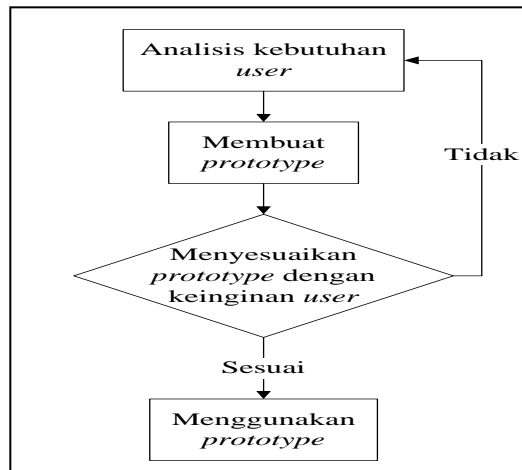 Analisis kebutuhan
user
Membuat
prototype
Tidak
Menyesuaikan
prototype dengan
keinginan user
Sesuai
Menggunakan
prototype